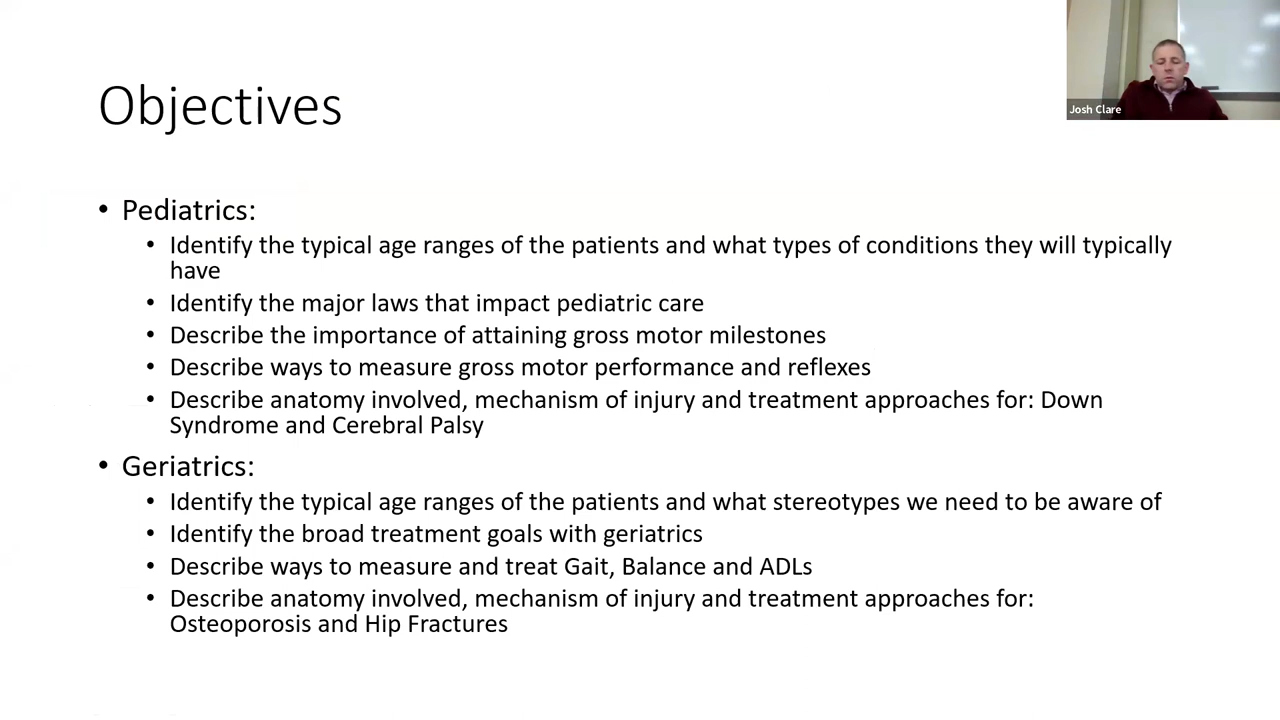 Objectives
Josh Clare
• Pediatrics:
• Identify the typical age ranges of the patients and what types of conditions they will typically
have
• Identify the major laws that impact pediatric care
• Describe the importance of attaining gross motor milestones
• Describe ways to measure gross motor performance and reflexes
• Describe anatomy involved, mechanism of injury and treatment approaches for: Down
Syndrome and Cerebral Palsy
• Geriatrics:
• Identify the typical age ranges of the patients and what stereotypes we need to be aware of
• Identify the broad treatment goals with geriatrics
• Describe ways to measure and treat Gait, Balance and ADLs
• Describe anatomy involved, mechanism of injury and treatment approaches for:
Osteoporosis and Hip Fractures